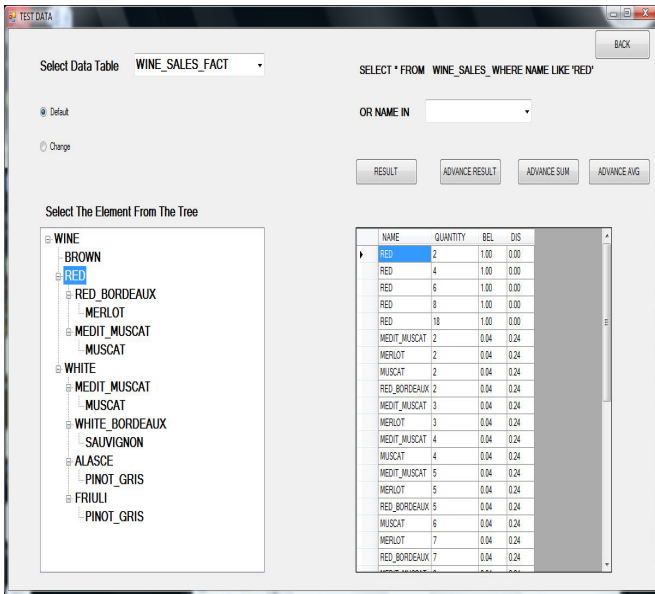 TEST DATA
BACK
Select Data Table WINE_SALES_FACT
SELECT * FROM WINE_SALES_ WHERE NAME LIKE 'RED'
Default
OR NAME IN
Change
RESULT ADVANCE RESULT ADVANCE SUM ADVANCE AVG
Select The Element From The Tree
WINE
BROWN
RED
RED_BORDEAUX
MERLOT
MEDIT_MUSCAT
MUSCAT
WHITE
MEDIT_MUSCAT
MUSCAT
WHITE_BORDEAUX
SAUVIGNON
ALASCE
PINOT_GRIS
FRIULI
PINOT_GRIS
NAME QUANTITY BEL DIS
RED 2 1.00 0.00
RED 4 1.00 0.00
RED 6 1.00 0.00
RED 8 1.00 0.00
RED 18 1.00 0.00
MEDIT_MUSCAT 2 0.04 0.24
MERLOT 2 0.04 0.24
MUSCAT 2 0.04 0.24
RED_BORDEAUX 2 0.04 0.24
MEDIT_MUSCAT 3 0.04 0.24
MERLOT 3 0.04 0.24
MEDIT_MUSCAT 4 0.04 0.24
MUSCAT 4 0.04 0.24
MEDIT_MUSCAT 5 0.04 0.24
MERLOT 5 0.04 0.24
RED_BORDEAUX 5 0.04 0.24
MUSCAT 6 0.04 0.24
MERLOT 7 0.04 0.24
RED_BORDEAUX 7 0.04 0.24